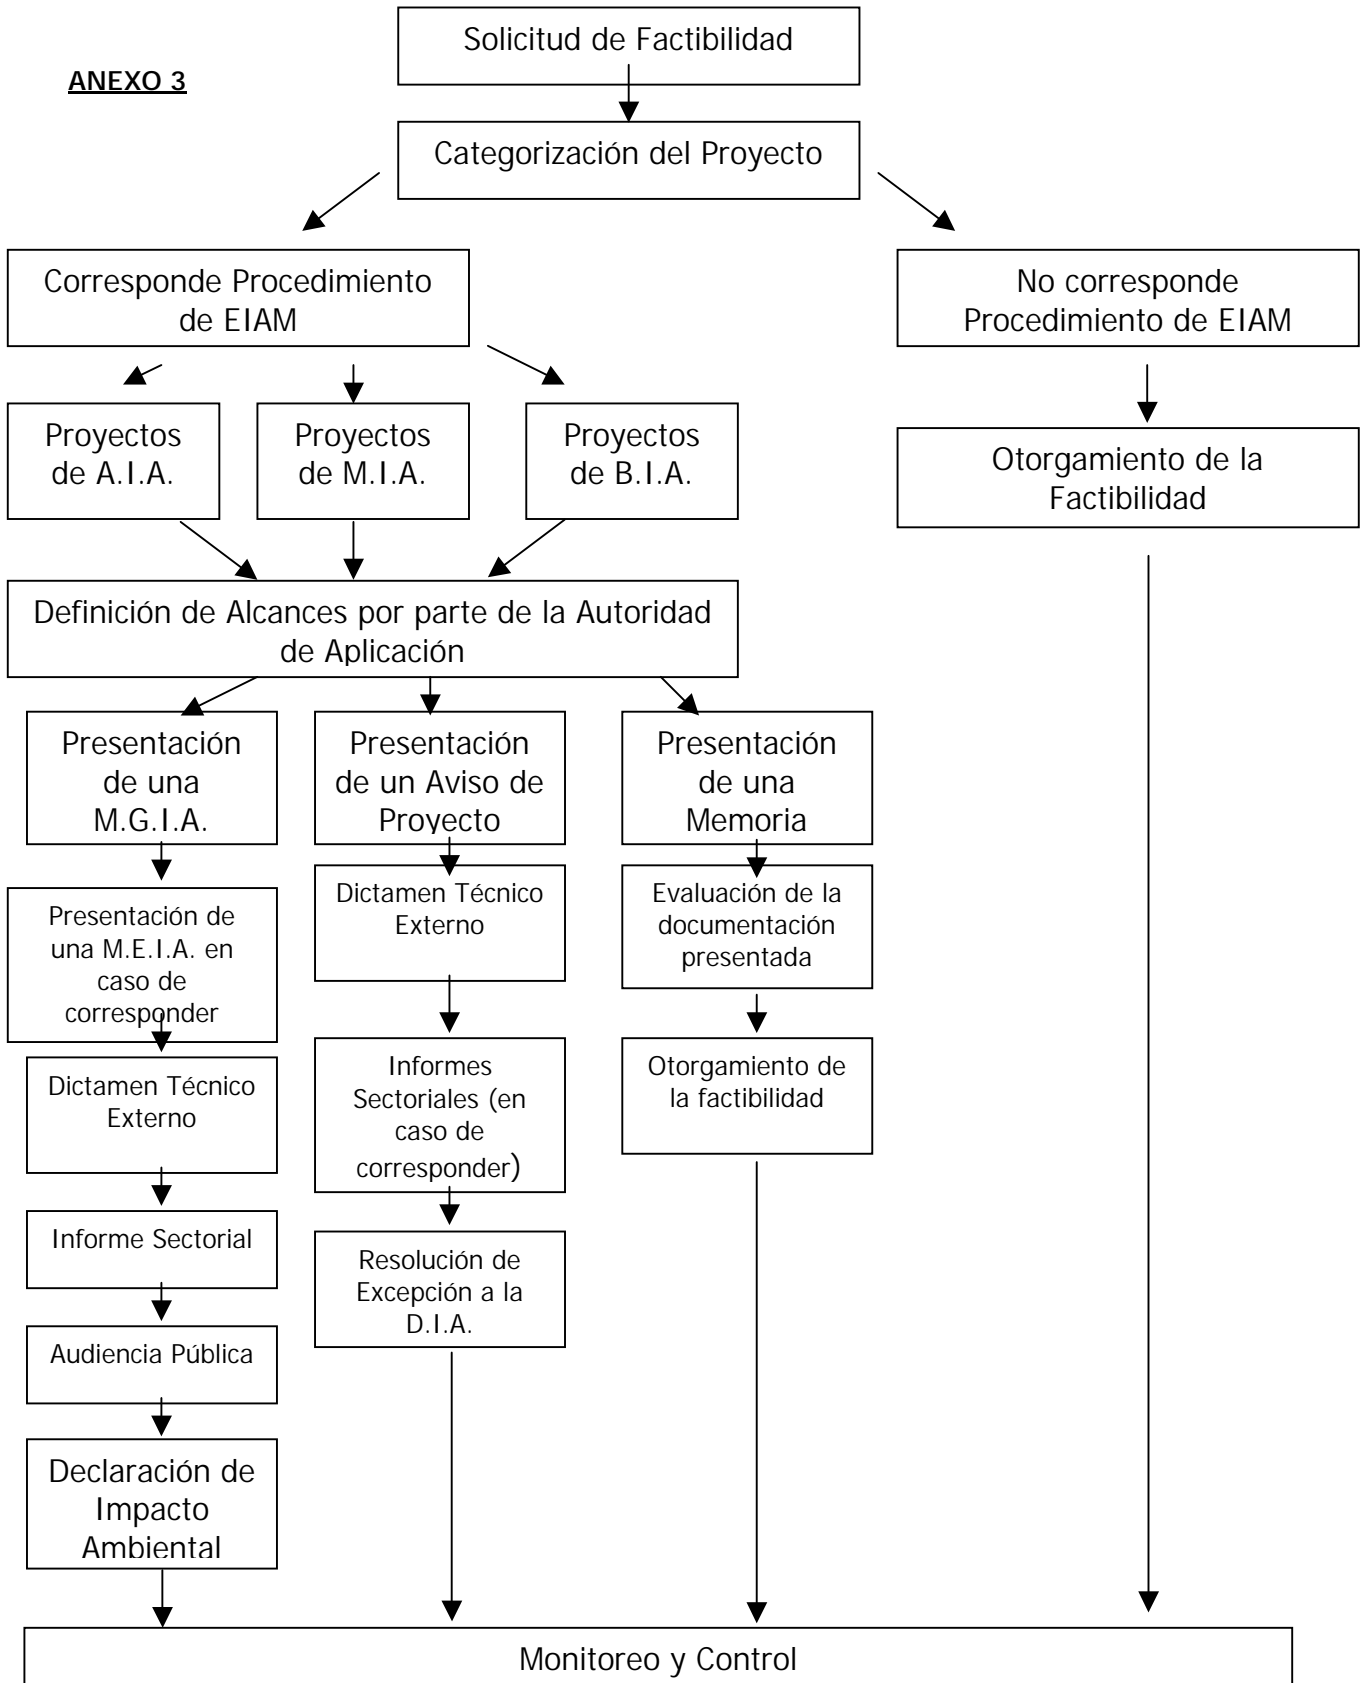 Solicitud de Factibilidad
ANEXO 3
Categorización del Proyecto
Corresponde Procedimiento
de EIAM
No corresponde
Procedimiento de EIAM
Proyectos
de A.I.A.
Proyectos
de M.I.A.
Proyectos
de B.I.A.
Otorgamiento de la
Factibilidad
Definición de Alcances por parte de la Autoridad
de Aplicación
Presentación
de una
M.G.I.A.
Presentación
de un Aviso de
Proyecto
Presentación
de una
Memoria
Presentación de
una M.E.I.A. en
caso de
corresponder
Dictamen Técnico
Externo
Evaluación de la
documentación
presentada
Dictamen Técnico
Externo
Informes
Sectoriales (en
caso de
corresponder)
Otorgamiento de
la factibilidad
Informe Sectorial
Resolución de
Excepción a la
D.I.A.
Audiencia Pública
Declaración de
Impacto
Ambiental
Monitoreo y Control